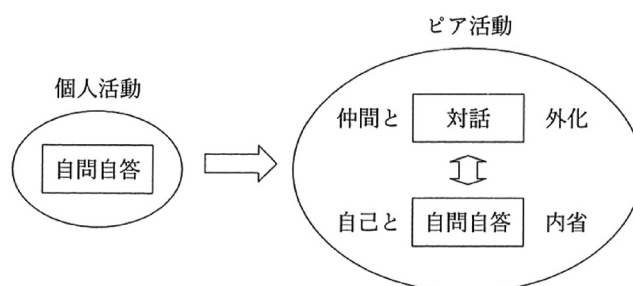 ピア活動
個人活動
仲間と 対話 外化
自問自答
自己と 自問自答 内省